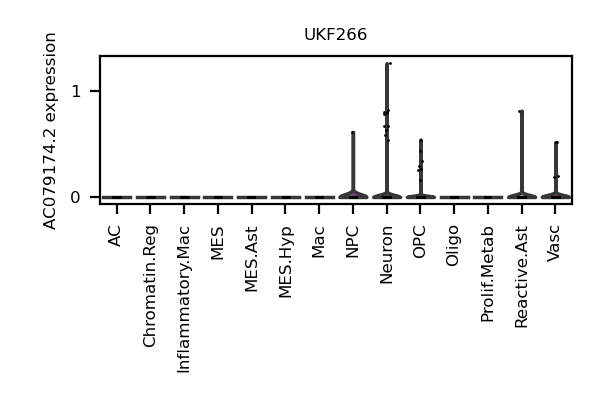 UKF266
AC079174.2 expression
1
0
AC
Chromatin.Reg
Inflammatory.Mac
MES
MES.Ast
MES.Hyp
Mac
NPC
Neuron
OPC
Oligo
Prolif.Metab
Reactive.Ast
Vasc